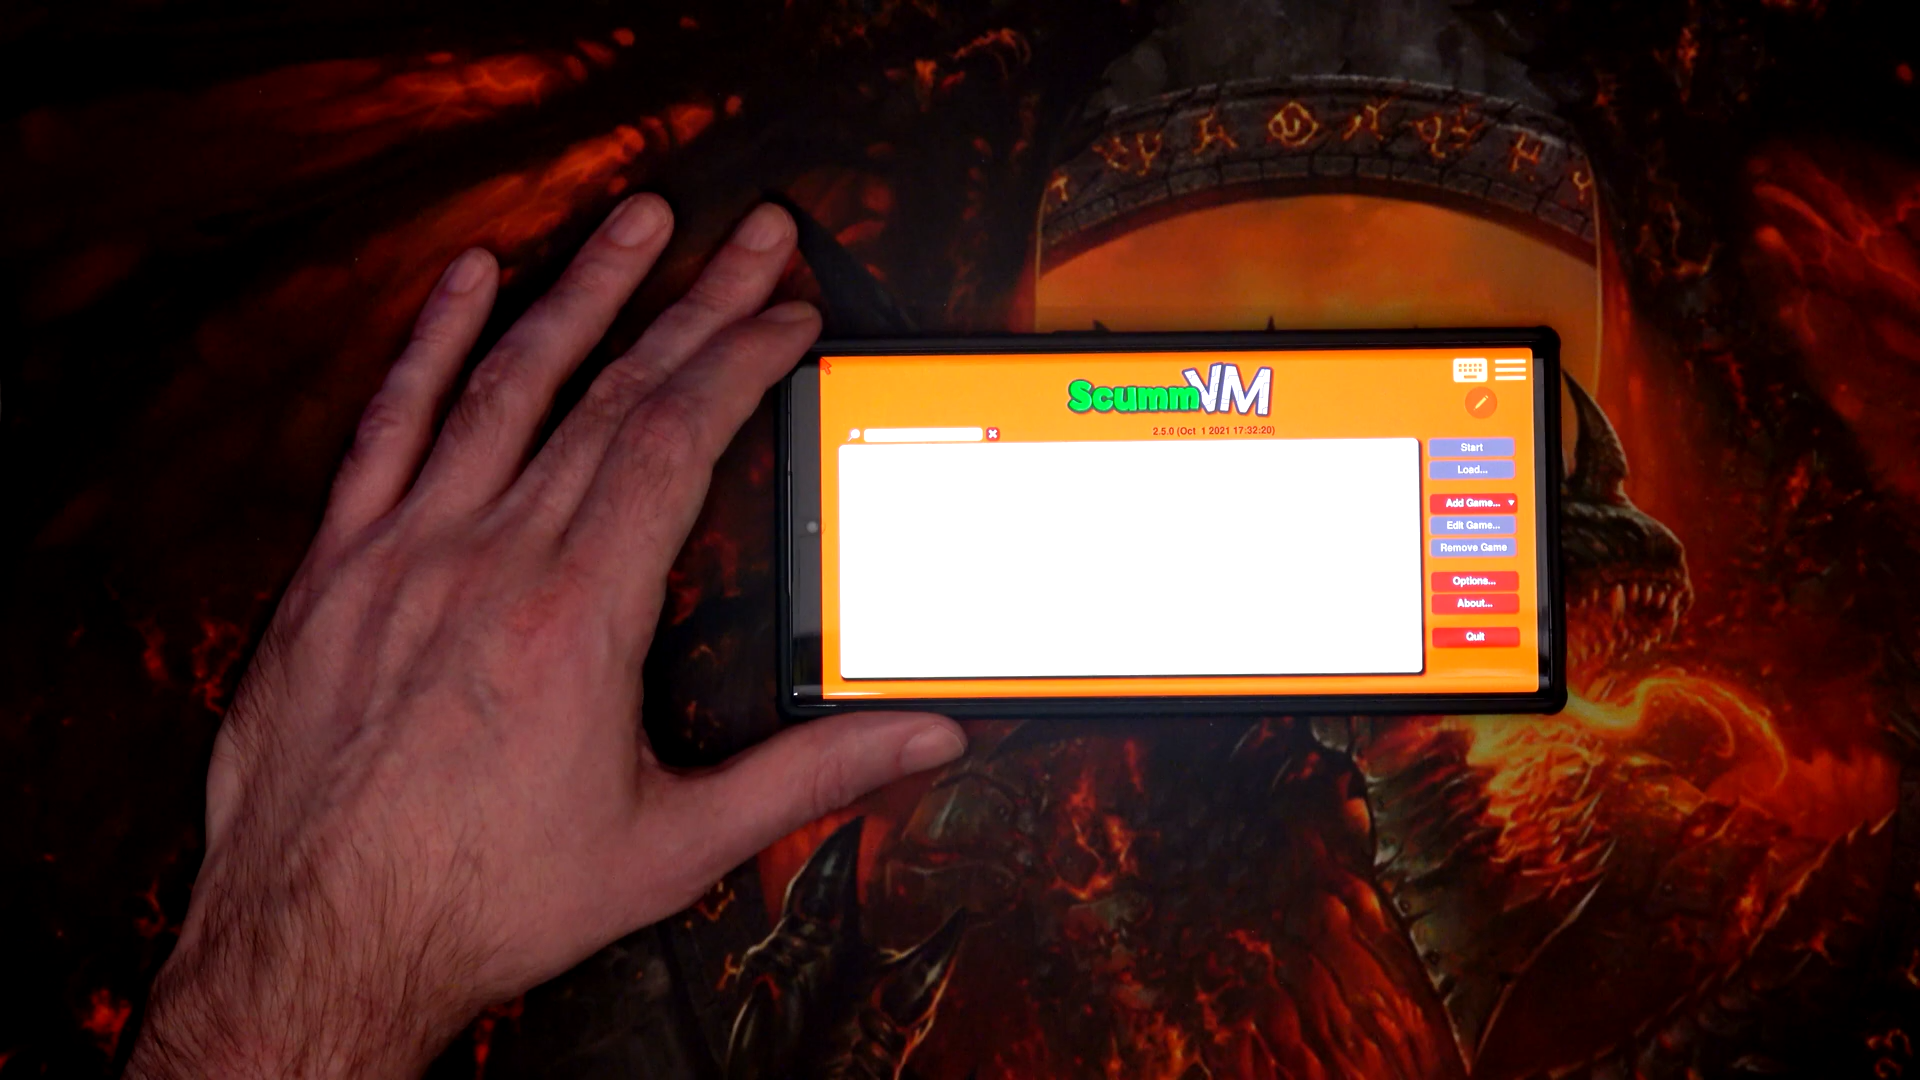 ScummVM
2.5.0 (Oct 1 2021 17:32:20)
Start
Load...
Add Game...
Edit Game...
Remove Game
Options...
About...
Quit